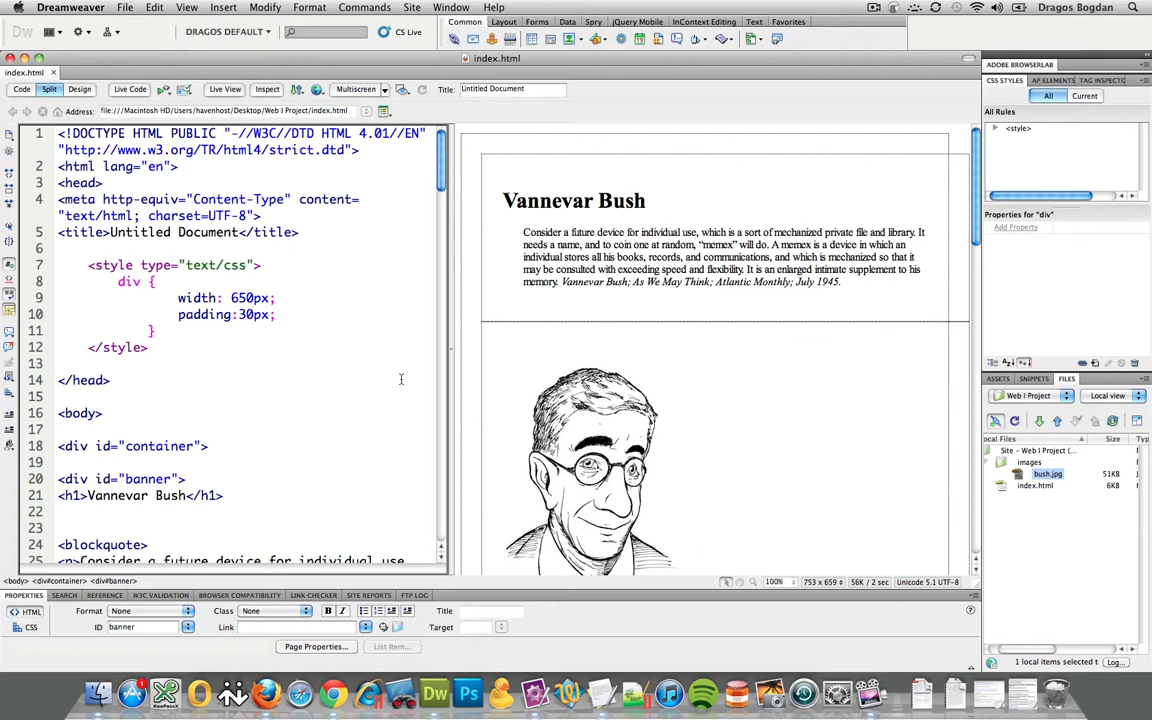 Dreamweaver File Edit View Insert Modify Format Commands Site Window Help Dragos Bogdan
Dw DRAGOS DEFAULT CS Live
Common Layout Forms Data Spry jQuery Mobile InContext Editing Text Favorites
index.html
index.html
Code Split Design Live Code Live View Inspect Multiscreen Title: Untitled Document
Address: file:///Macintosh HD/Users/havenhost/Desktop/Web I Project/index.html
1 <!DOCTYPE HTML PUBLIC "-//W3C//DTD HTML 4.01//EN"
"http://www.w3.org/TR/html4/strict.dtd">
2 <html lang="en">
3 <head>
4 <meta http-equiv="Content-Type" content=
"text/html; charset=UTF-8">
5 <title>Untitled Document</title>
6
7 <style type="text/css">
8 div {
9 width: 650px;
10 padding:30px;
11 }
12 </style>
13
14 </head>
15
16 <body>
17
18 <div id="container">
19
20 <div id="banner">
21 <h1>Vannevar Bush</h1>
22
23
24 <blockquote>
25 <p>Consider a future device for individual use,
Vannevar Bush
Consider a future device for individual use, which is a sort of mechanized private file and library. It
needs a name, and to coin one at random, “memex” will do. A memex is a device in which an
individual stores all his books, records, and communications, and which is mechanized so that it
may be consulted with exceeding speed and flexibility. It is an enlarged intimate supplement to his
memory. Vannevar Bush; As We May Think; Atlantic Monthly; July 1945.
<body> <div#container> <div#banner>
100% 753 x 659 56K / 2 sec Unicode 5.1 UTF-8
PROPERTIES SEARCH REFERENCE W3C VALIDATION BROWSER COMPATIBILITY LINK CHECKER SITE REPORTS FTP LOG
<> HTML Format None Class None B I Title
CSS ID banner Link Target
Page Properties... List Item...
ADOBE BROWSERLAB
CSS STYLES AP ELEMENTS TAG INSPECTO
All Current
All Rules
<style>
Properties for "div"
Add Property
ASSETS SNIPPETS FILES
Web I Project Local view
ocal Files Size Typ
Site - Web I Project (...
images
bush.jpg 51KB
index.html 6KB
1 local items selected t Log...
1
Dw Ps